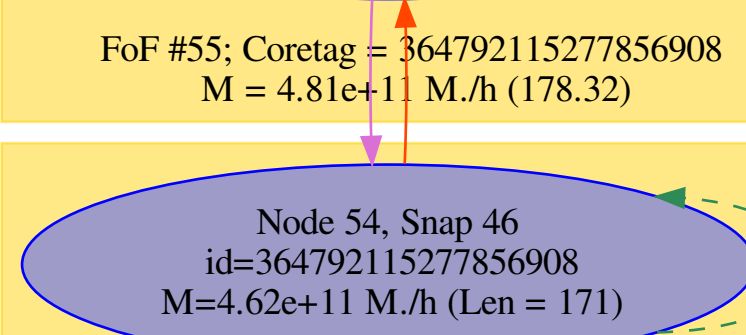 FoF #55; Coretag = 364792115277856908
M = 4.81e+11 M./h (178.32)
Node 54, Snap 46
id=364792115277856908
M=4.62e+11 M./h (Len = 171)